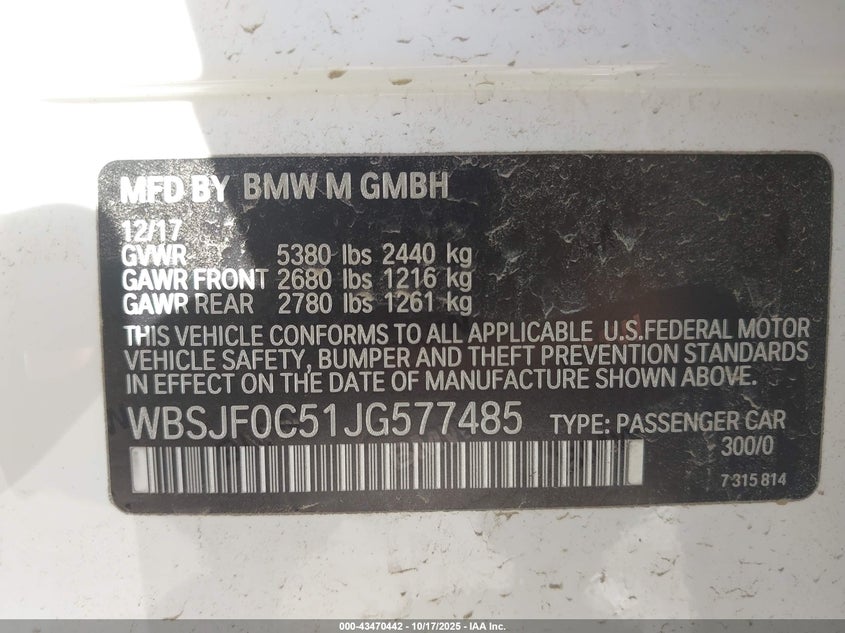 MFD BY BMW M GMBH
12/17
GVWR 5380 lbs 2440 kg
GAWR FRONT 2680 lbs 1216 kg
GAWR REAR 2780 lbs 1261 kg
THIS VEHICLE CONFORMS TO ALL APPLICABLE U.S.FEDERAL MOTOR
VEHICLE SAFETY, BUMPER AND THEFT PREVENTION STANDARDS
IN EFFECT ON THE DATE OF MANUFACTURE SHOWN ABOVE.
WBSJF0C51JG577485 TYPE: PASSENGER CAR
300/0
7 315 814
000-43470442 - 10/17/2025 - IAA Inc.